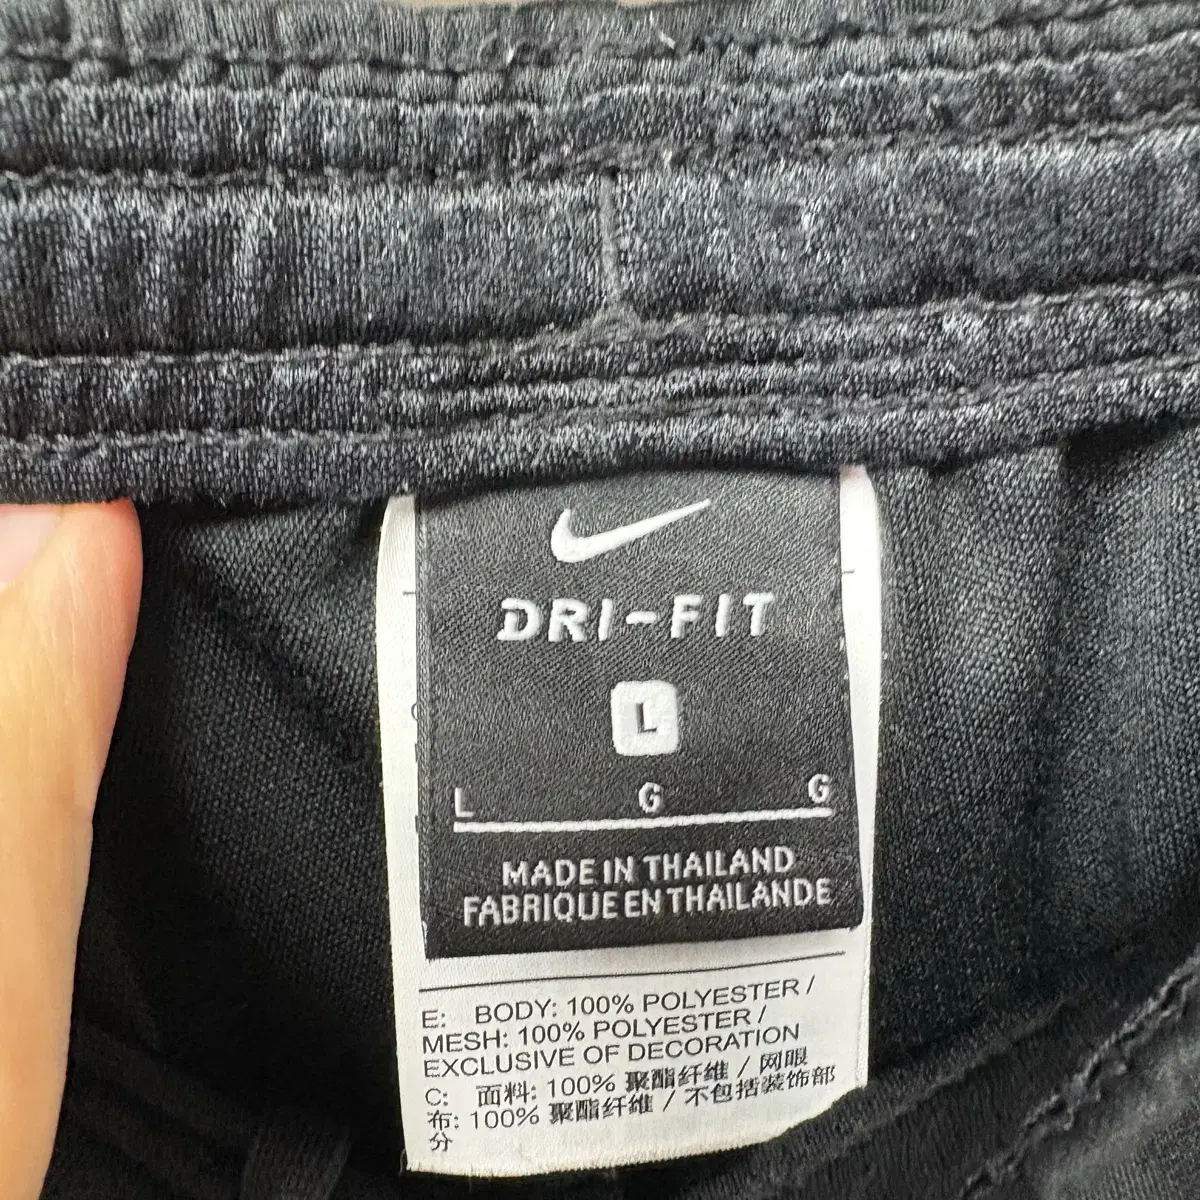 DRI-FIT
L
L G G
MADE IN THAILAND
FABRIQUE EN THAILANDE
E: BODY: 100% POLYESTER /
MESH: 100% POLYESTER /
EXCLUSIVE OF DECORATION
C: 面料: 100% 聚酯纤维 / 网眼
布: 100% 聚酯纤维 / 不包括装饰部
分